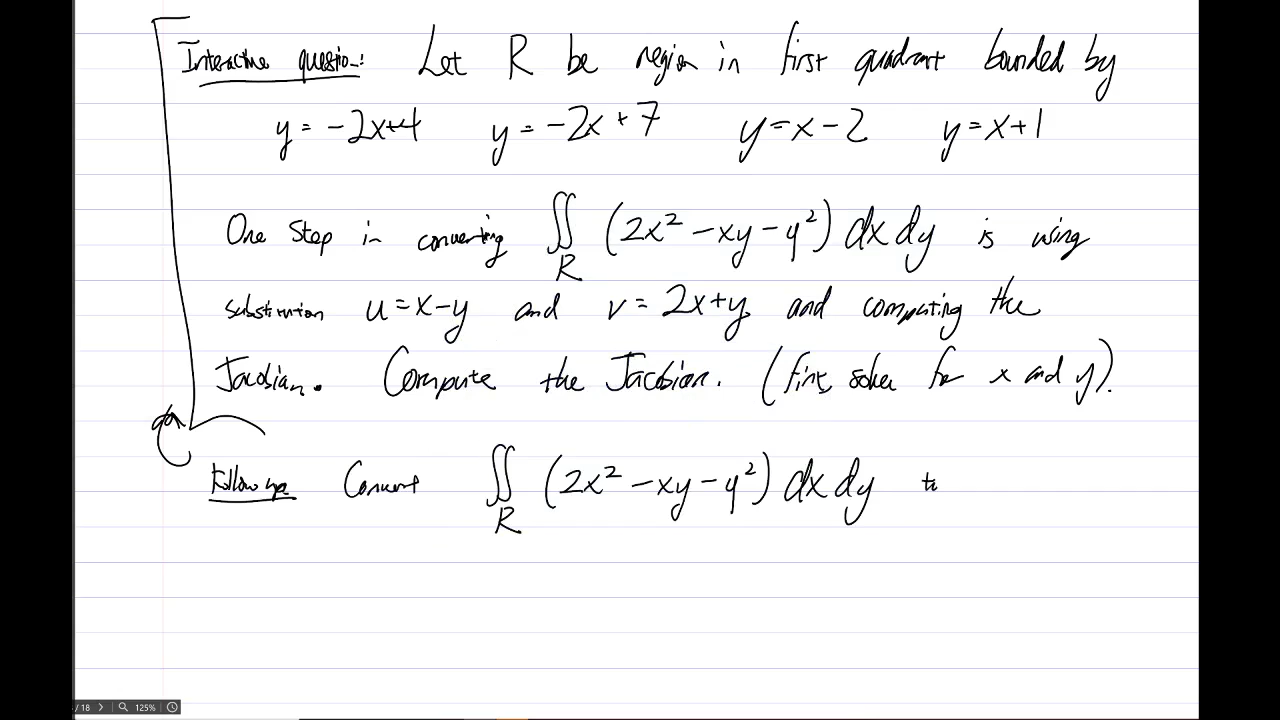 Interactive question: Let R be region in first quadrant bounded by
y = -2x+4 y = -2x + 7 y = x - 2 y = x + 1
One Step in converting ∬_R (2x² - xy - y²) dx dy is using
substitution u = x - y and v = 2x + y and computing the
Jacobian. Compute the Jacobian. (first, solve for x and y).
Follow up Convert ∬_R (2x² - xy - y²) dx dy to
/ 18 125%